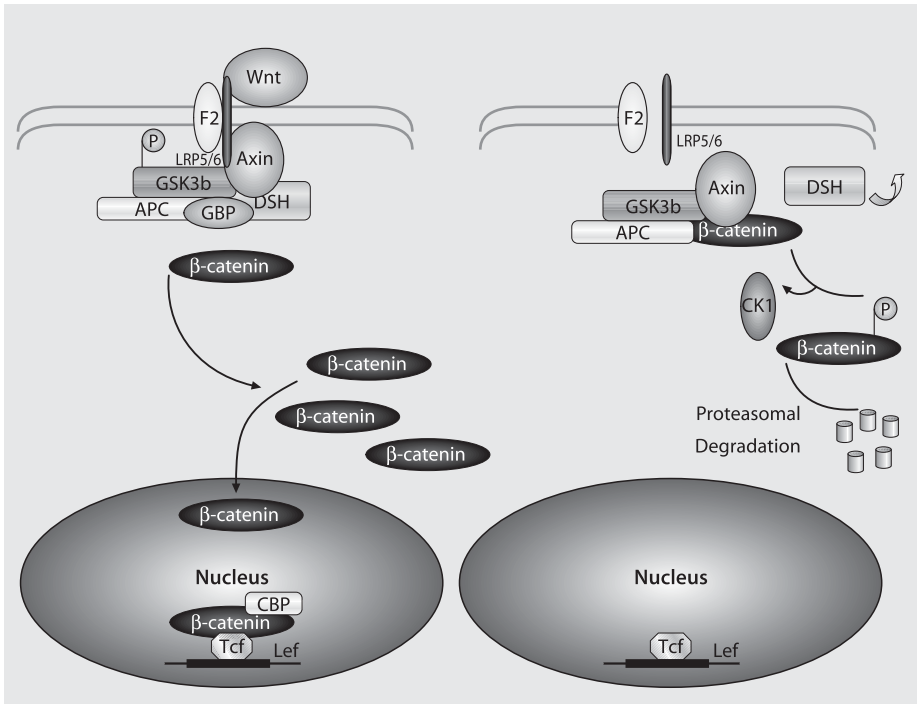 Wnt
F2
P
LRP5/6
Axin
GSK3b
DSH
APC
GBP
β-catenin
β-catenin
β-catenin
β-catenin
β-catenin
Nucleus
CBP
β-catenin
Tcf
Lef
F2
LRP5/6
Axin
DSH
GSK3b
APC
β-catenin
CK1
P
β-catenin
Proteasomal
Degradation
Nucleus
Tcf
Lef